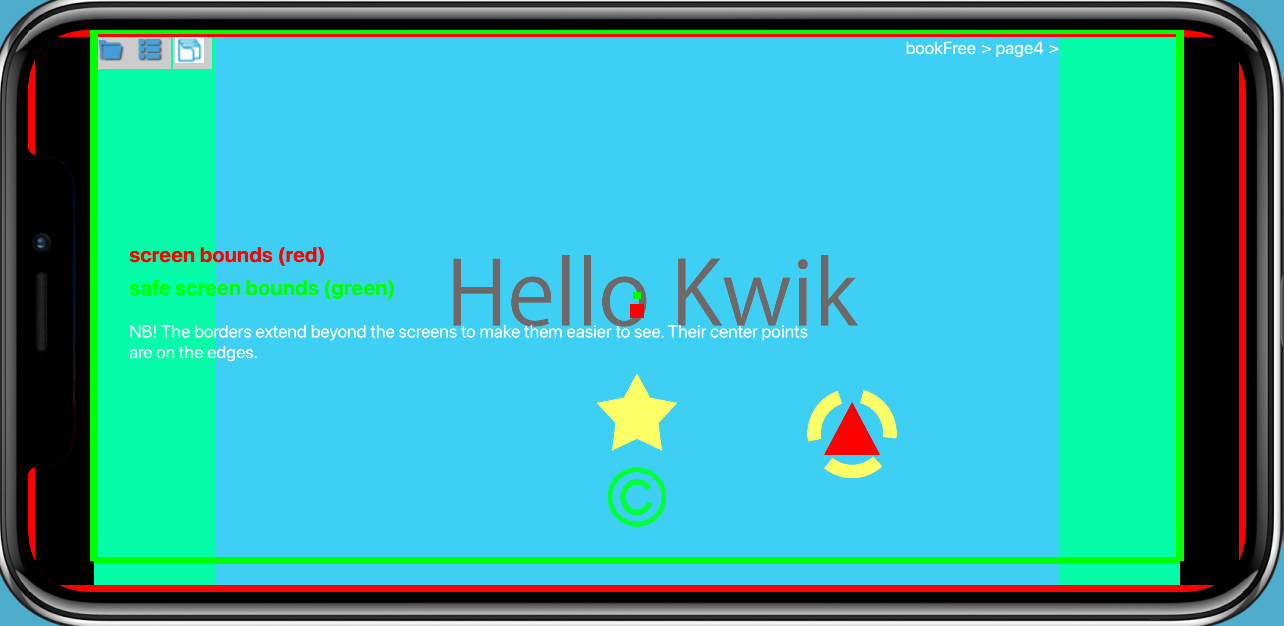 bookFree > page4 >
screen bounds (red)
safe screen bounds (green)
Hello Kwik
NB! The borders extend beyond the screens to make them easier to see. Their center points
are on the edges.
©